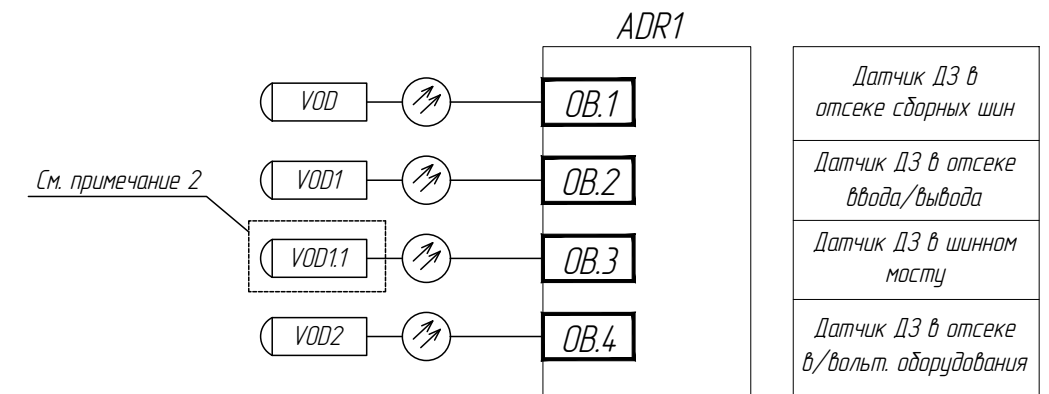 ADR1
VOD
OB.1
Датчик ДЗ в
отсеке сборных шин
VOD1
OB.2
Датчик ДЗ в отсеке
ввода/вывода
См. примечание 2
VOD1.1
OB.3
Датчик ДЗ в шинном
мосту
VOD2
OB.4
Датчик ДЗ в отсеке
в/вольт. оборудования